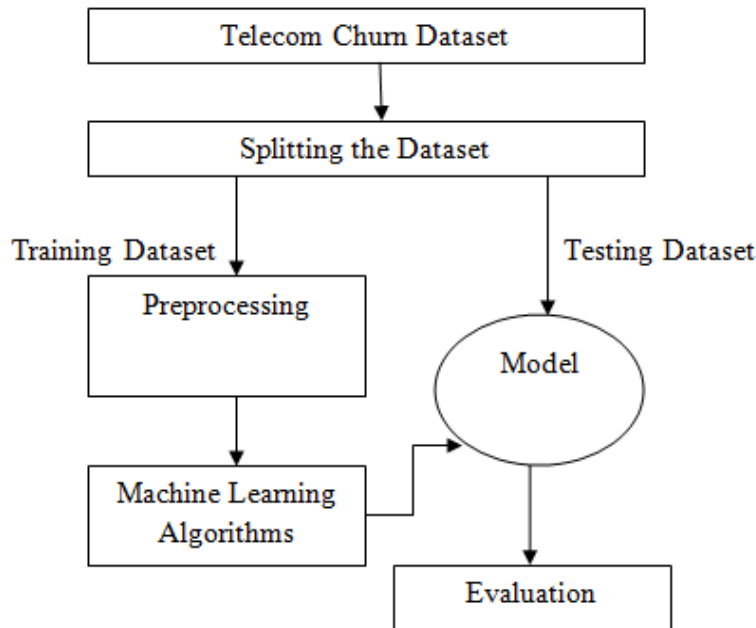 Telecom Churn Dataset
Splitting the Dataset
Training Dataset
Testing Dataset
Preprocessing
Model
Machine Learning
Algorithms
Evaluation